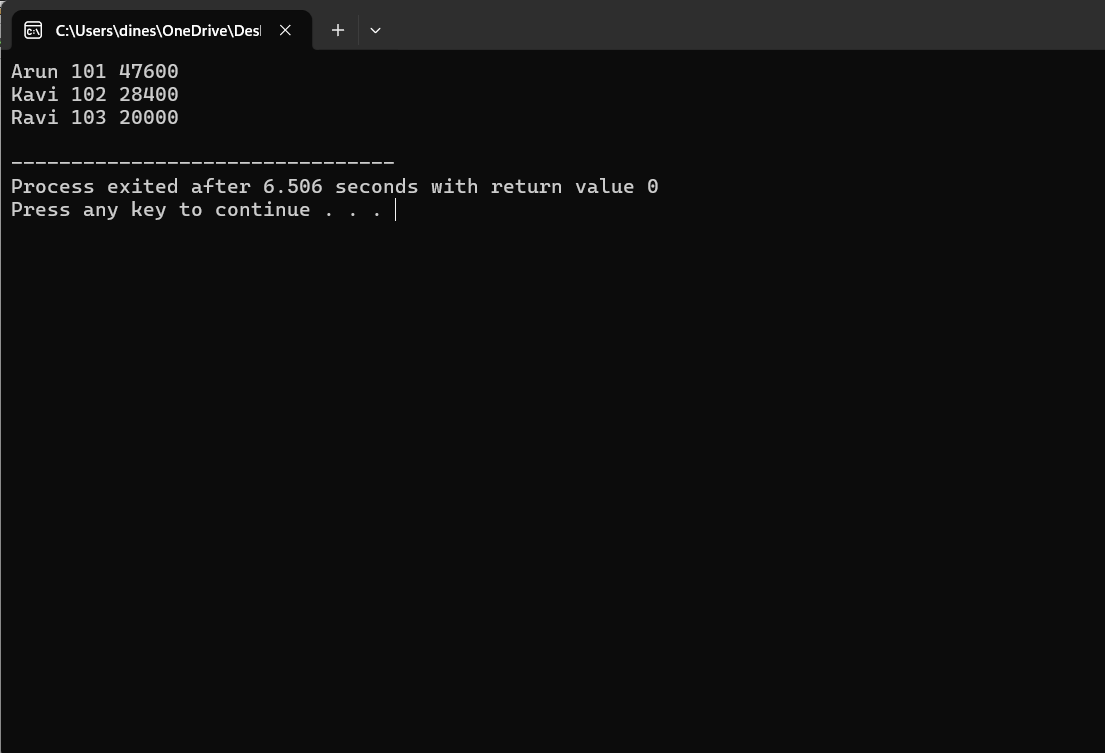 C:\Users\dines\OneDrive\Des
Arun 101 47600
Kavi 102 28400
Ravi 103 20000
--------------------------------
Process exited after 6.506 seconds with return value 0
Press any key to continue . . .